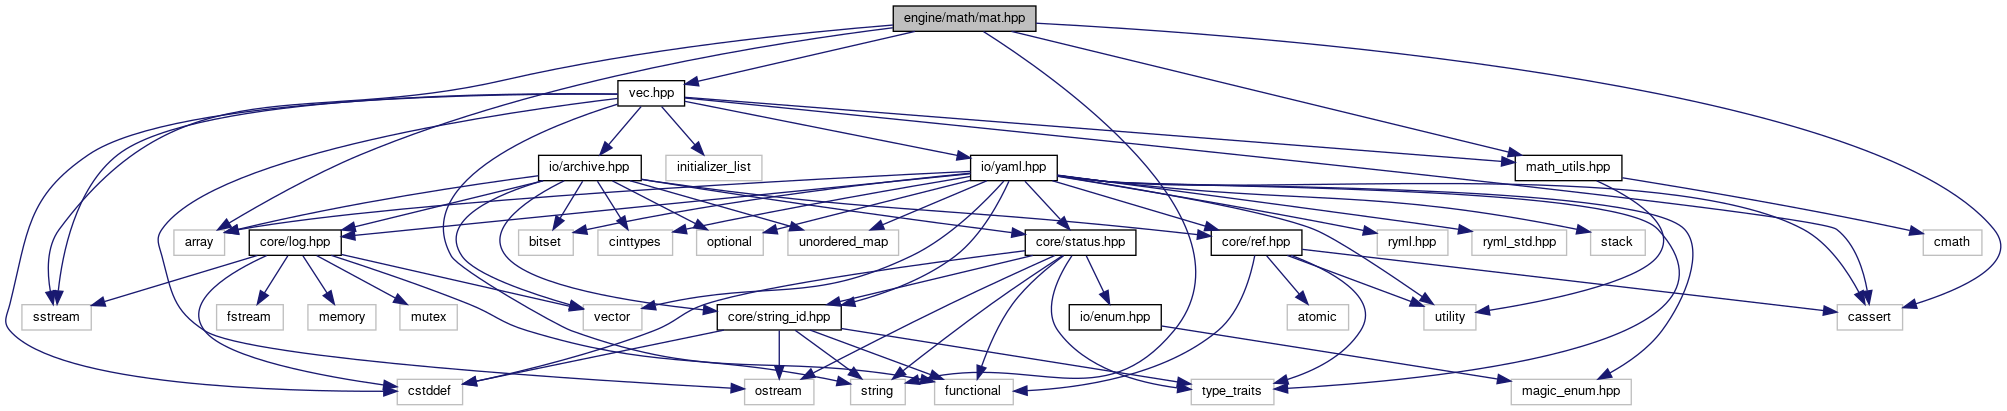 engine/math/mat.hpp
vec.hpp
io/archive.hpp
initializer_list
io/yaml.hpp
math_utils.hpp
array
core/log.hpp
bitset
cinttypes
optional
unordered_map
core/status.hpp
core/ref.hpp
ryml.hpp
ryml_std.hpp
stack
cmath
sstream
fstream
memory
mutex
vector
core/string_id.hpp
io/enum.hpp
atomic
utility
cassert
cstddef
ostream
string
functional
type_traits
magic_enum.hpp